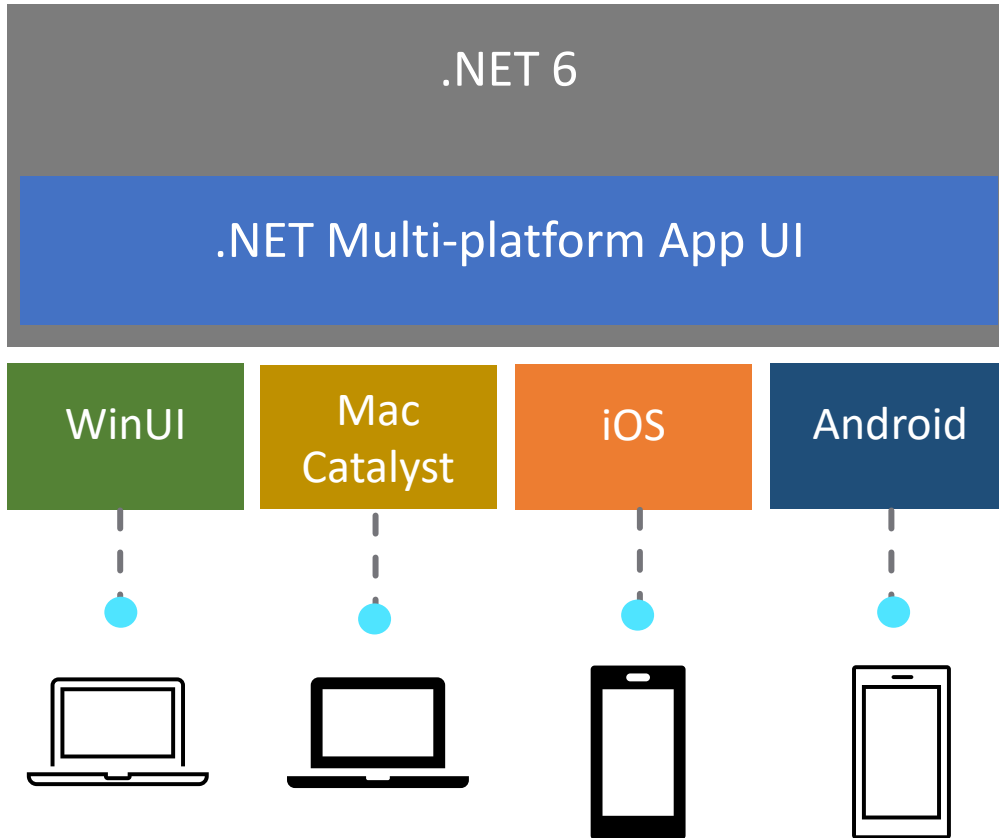 .NET 6
.NET Multi-platform App UI
WinUI
Mac
Catalyst
iOS
Android